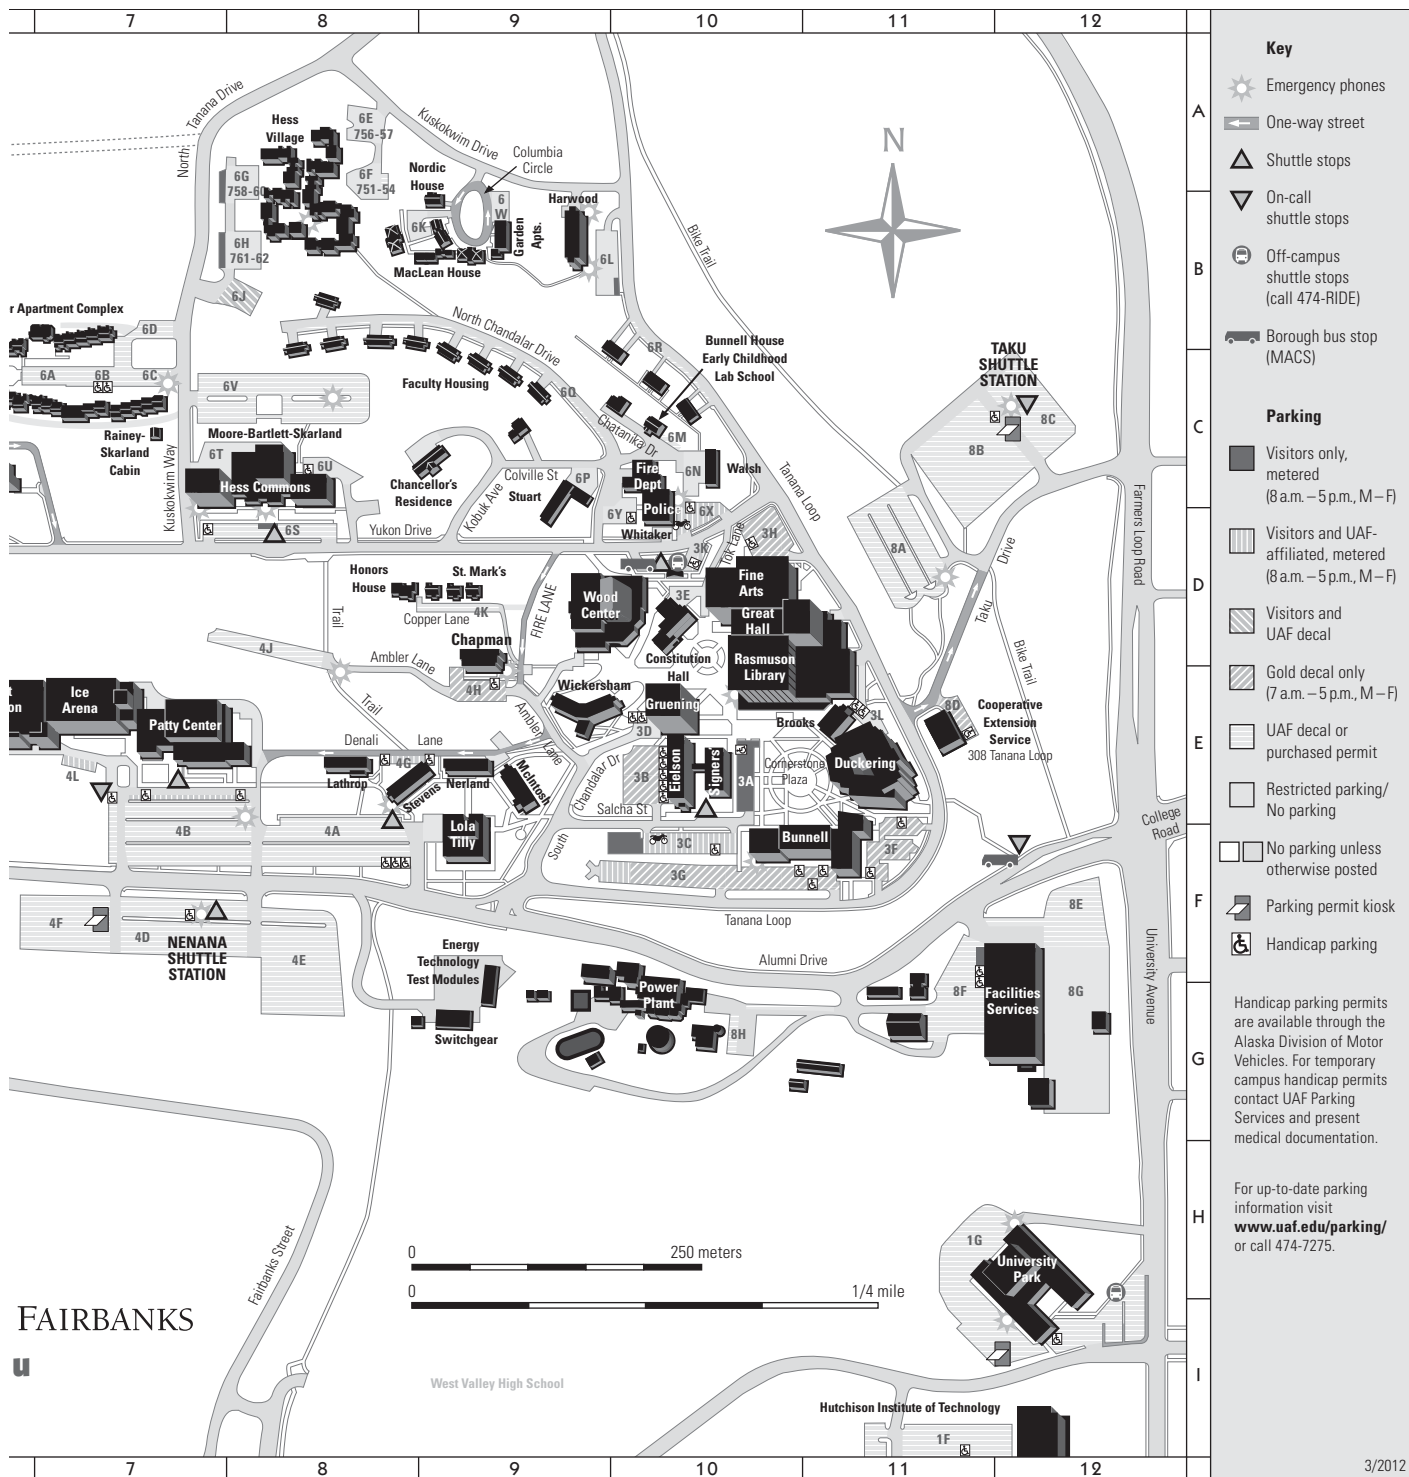 7 8 9 10 11 12
A
B
C
D
E
F
G
H
I
North
Tanana Drive
Hess
Village
6E
756-57
6F
751-54
6G
758-60
6H
761-62
6J
Kuskokwim Drive
Columbia
Circle
Nordic
House
6K
6
W
Harwood
Garden
Apts.
MacLean House
6L
Bike Trail
N
r Apartment Complex
6D
6A
6B
6C
6V
North Chandalar Drive
Faculty Housing
6Q
6R
Bunnell House
Early Childhood
Lab School
TAKU
SHUTTLE
STATION
8C
8B
Rainey-
Skarland
Cabin
Moore-Bartlett-Skarland
6T
6U
Hess Commons
Kuskokwim Way
6S
Yukon Drive
Chancellor's
Residence
Colville St
Kobuk Ave
Stuart
6P
Chatanika Dr
6M
6N
Walsh
Fire
Dept
Police
6X
6Y
Whitaker
Tanana Loop
Farmers Loop Road
Tok Lane
3H
3K
8A
Taku
Drive
Bike Trail
Honors
House
St. Mark's
4K
Copper Lane
FIRE LANE
Wood
Center
3E
Fine
Arts
Great
Hall
Rasmuson
Library
Constitution
Hall
Trail
4J
Ambler Lane
Chapman
4H
Trail
Wickersham
Gruening
Ambler Lane
3D
Brooks
3L
8D
Cooperative
Extension
Service
308 Tanana Loop
t
on
Ice
Arena
Patty Center
Denali
Lane
4L
Lathrop
4G
Stevens
Nerland
McIntosh
South
Chandalar Dr
3B
Eielson
Signers'
3A
Cornerstone
Plaza
Duckering
Salcha St
4B
4A
Lola
Tilly
3C
Bunnell
3F
3G
Tanana Loop
College
Road
4F
4D
NENANA
SHUTTLE
STATION
4E
Energy
Technology
Test Modules
Switchgear
Power
Plant
8H
Alumni Drive
8E
8F
Facilities
Services
8G
University Avenue
Fairbanks Street
0 250 meters
0 1/4 mile
1G
University
Park
FAIRBANKS
u
West Valley High School
Hutchison Institute of Technology
1F
7 8 9 10 11 12
Key
Emergency phones
One-way street
Shuttle stops
On-call
shuttle stops
Off-campus
shuttle stops
(call 474-RIDE)
Borough bus stop
(MACS)
Parking
Visitors only,
metered
(8 a.m. – 5 p.m., M – F)
Visitors and UAF-
affiliated, metered
(8 a.m. – 5 p.m., M – F)
Visitors and
UAF decal
Gold decal only
(7 a.m. – 5 p.m., M – F)
UAF decal or
purchased permit
Restricted parking/
No parking
No parking unless
otherwise posted
Parking permit kiosk
Handicap parking
Handicap parking permits
are available through the
Alaska Division of Motor
Vehicles. For temporary
campus handicap permits
contact UAF Parking
Services and present
medical documentation.
For up-to-date parking
information visit
www.uaf.edu/parking/
or call 474-7275.
3/2012